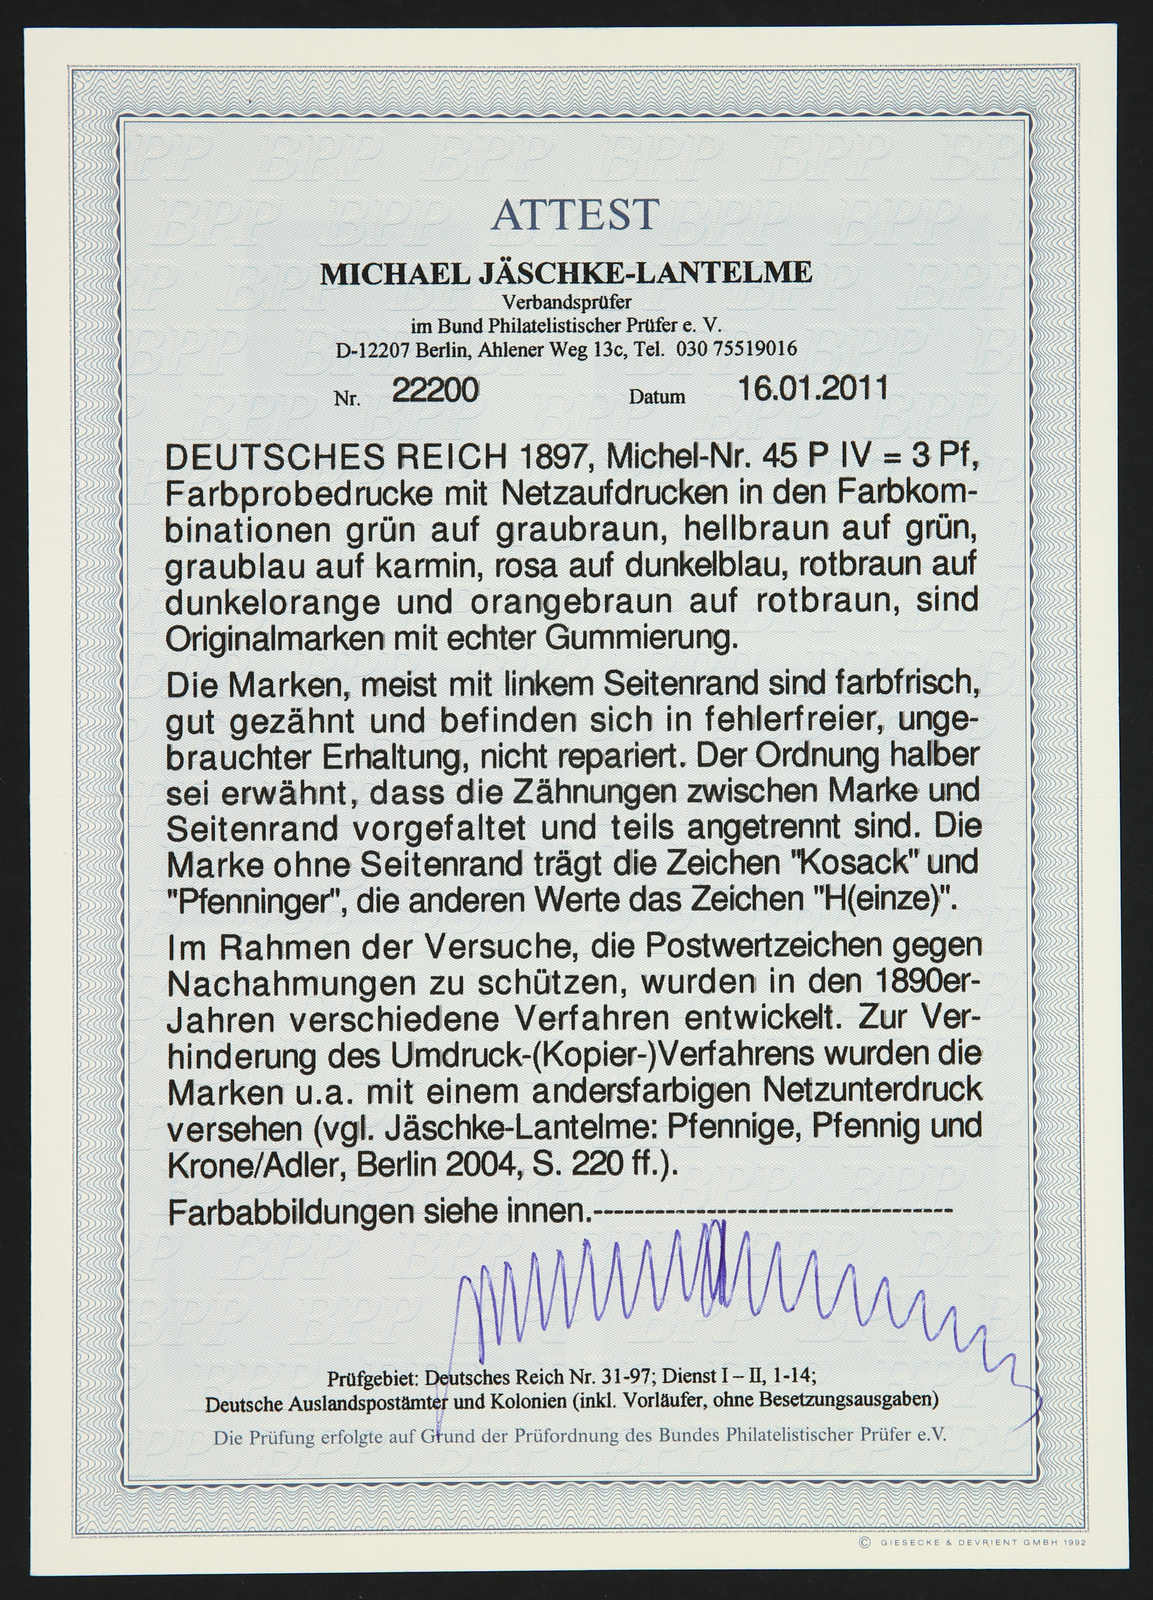 ATTEST
MICHAEL JÄSCHKE-LANTELME
Verbandsprüfer
im Bund Philatelistischer Prüfer e. V.
D-12207 Berlin, Ahlener Weg 13c, Tel. 030 75519016
Nr. 22200 Datum 16.01.2011
DEUTSCHES REICH 1897, Michel-Nr. 45 P IV = 3 Pf,
Farbprobedrucke mit Netzaufdrucken in den Farbkom-
binationen grün auf graubraun, hellbraun auf grün,
graublau auf karmin, rosa auf dunkelblau, rotbraun auf
dunkelorange und orangebraun auf rotbraun, sind
Originalmarken mit echter Gummierung.
Die Marken, meist mit linkem Seitenrand sind farbfrisch,
gut gezähnt und befinden sich in fehlerfreier, unge-
brauchter Erhaltung, nicht repariert. Der Ordnung halber
sei erwähnt, dass die Zähnungen zwischen Marke und
Seitenrand vorgefaltet und teils angetrennt sind. Die
Marke ohne Seitenrand trägt die Zeichen "Kosack" und
"Pfenninger", die anderen Werte das Zeichen "H(einze)".
Im Rahmen der Versuche, die Postwertzeichen gegen
Nachahmungen zu schützen, wurden in den 1890er-
Jahren verschiedene Verfahren entwickelt. Zur Ver-
hinderung des Umdruck-(Kopier-)Verfahrens wurden die
Marken u.a. mit einem andersfarbigen Netzunterdruck
versehen (vgl. Jäschke-Lantelme: Pfennige, Pfennig und
Krone/Adler, Berlin 2004, S. 220 ff.).
Farbabbildungen siehe innen.-----------------------------------
Prüfgebiet: Deutsches Reich Nr. 31-97; Dienst I – II, 1-14;
Deutsche Auslandspostämter und Kolonien (inkl. Vorläufer, ohne Besetzungsausgaben)
Die Prüfung erfolgte auf Grund der Prüfordnung des Bundes Philatelistischer Prüfer e.V.
© GIESECKE & DEVRIENT GMBH 1992